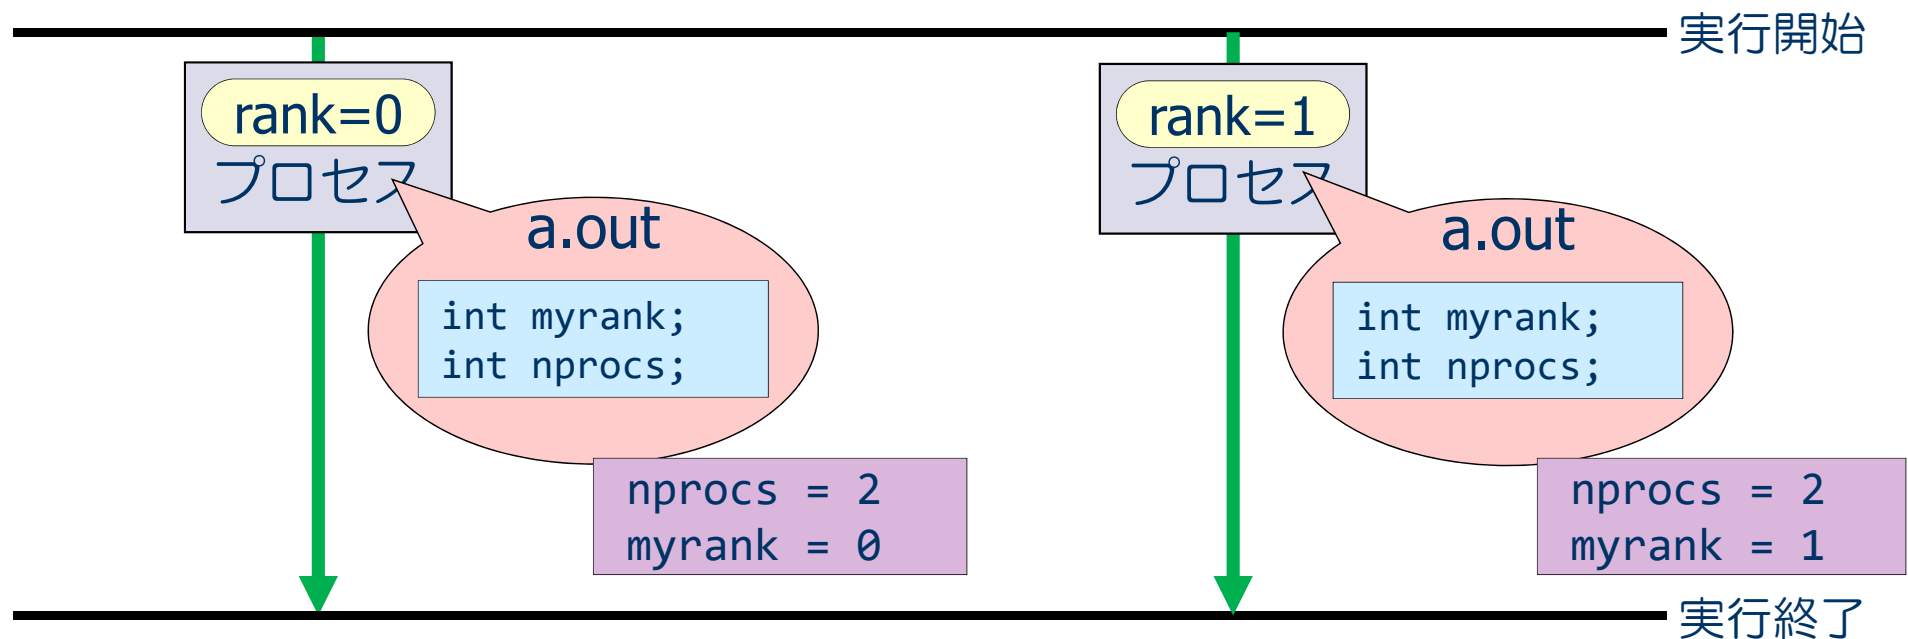 実行開始
rank=0
プロセス
a.out
int myrank;
int nprocs;
nprocs = 2
myrank = 0
rank=1
プロセス
a.out
int myrank;
int nprocs;
nprocs = 2
myrank = 1
実行終了